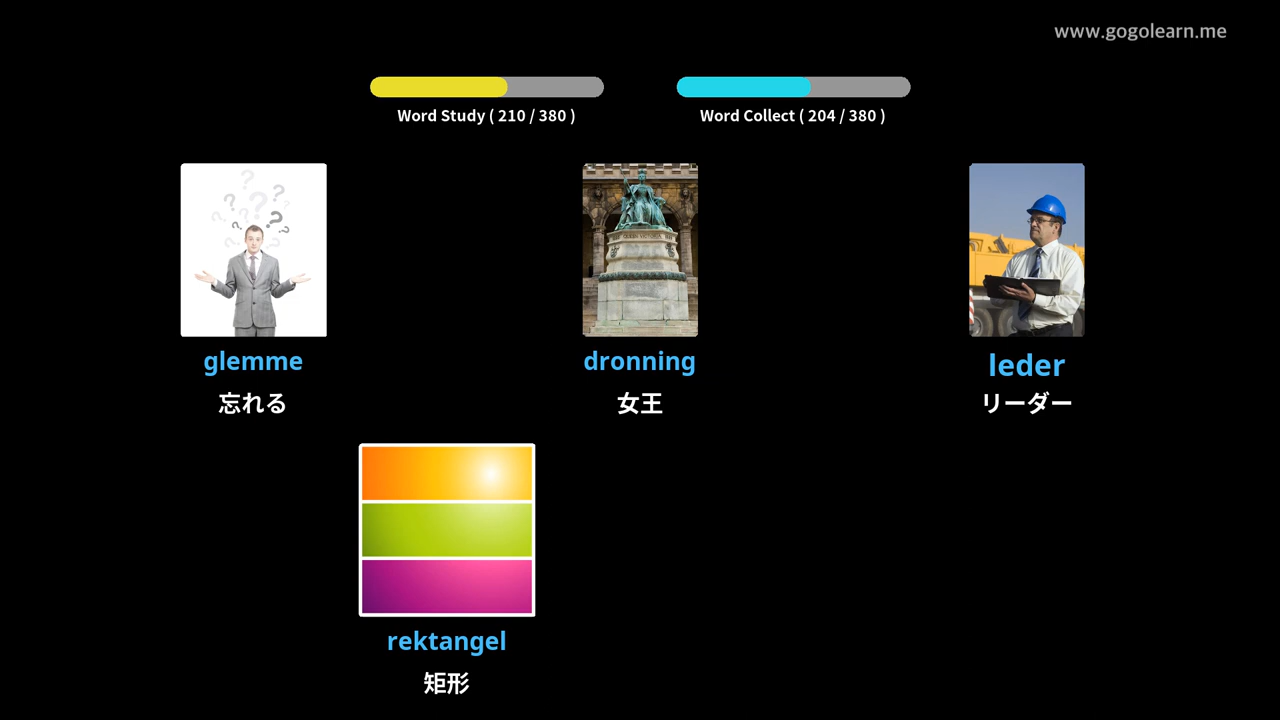 www.gogolearn.me
Word Study ( 210 / 380 )
Word Collect ( 204 / 380 )
glemme
忘れる
dronning
女王
leder
リーダー
rektangel
矩形